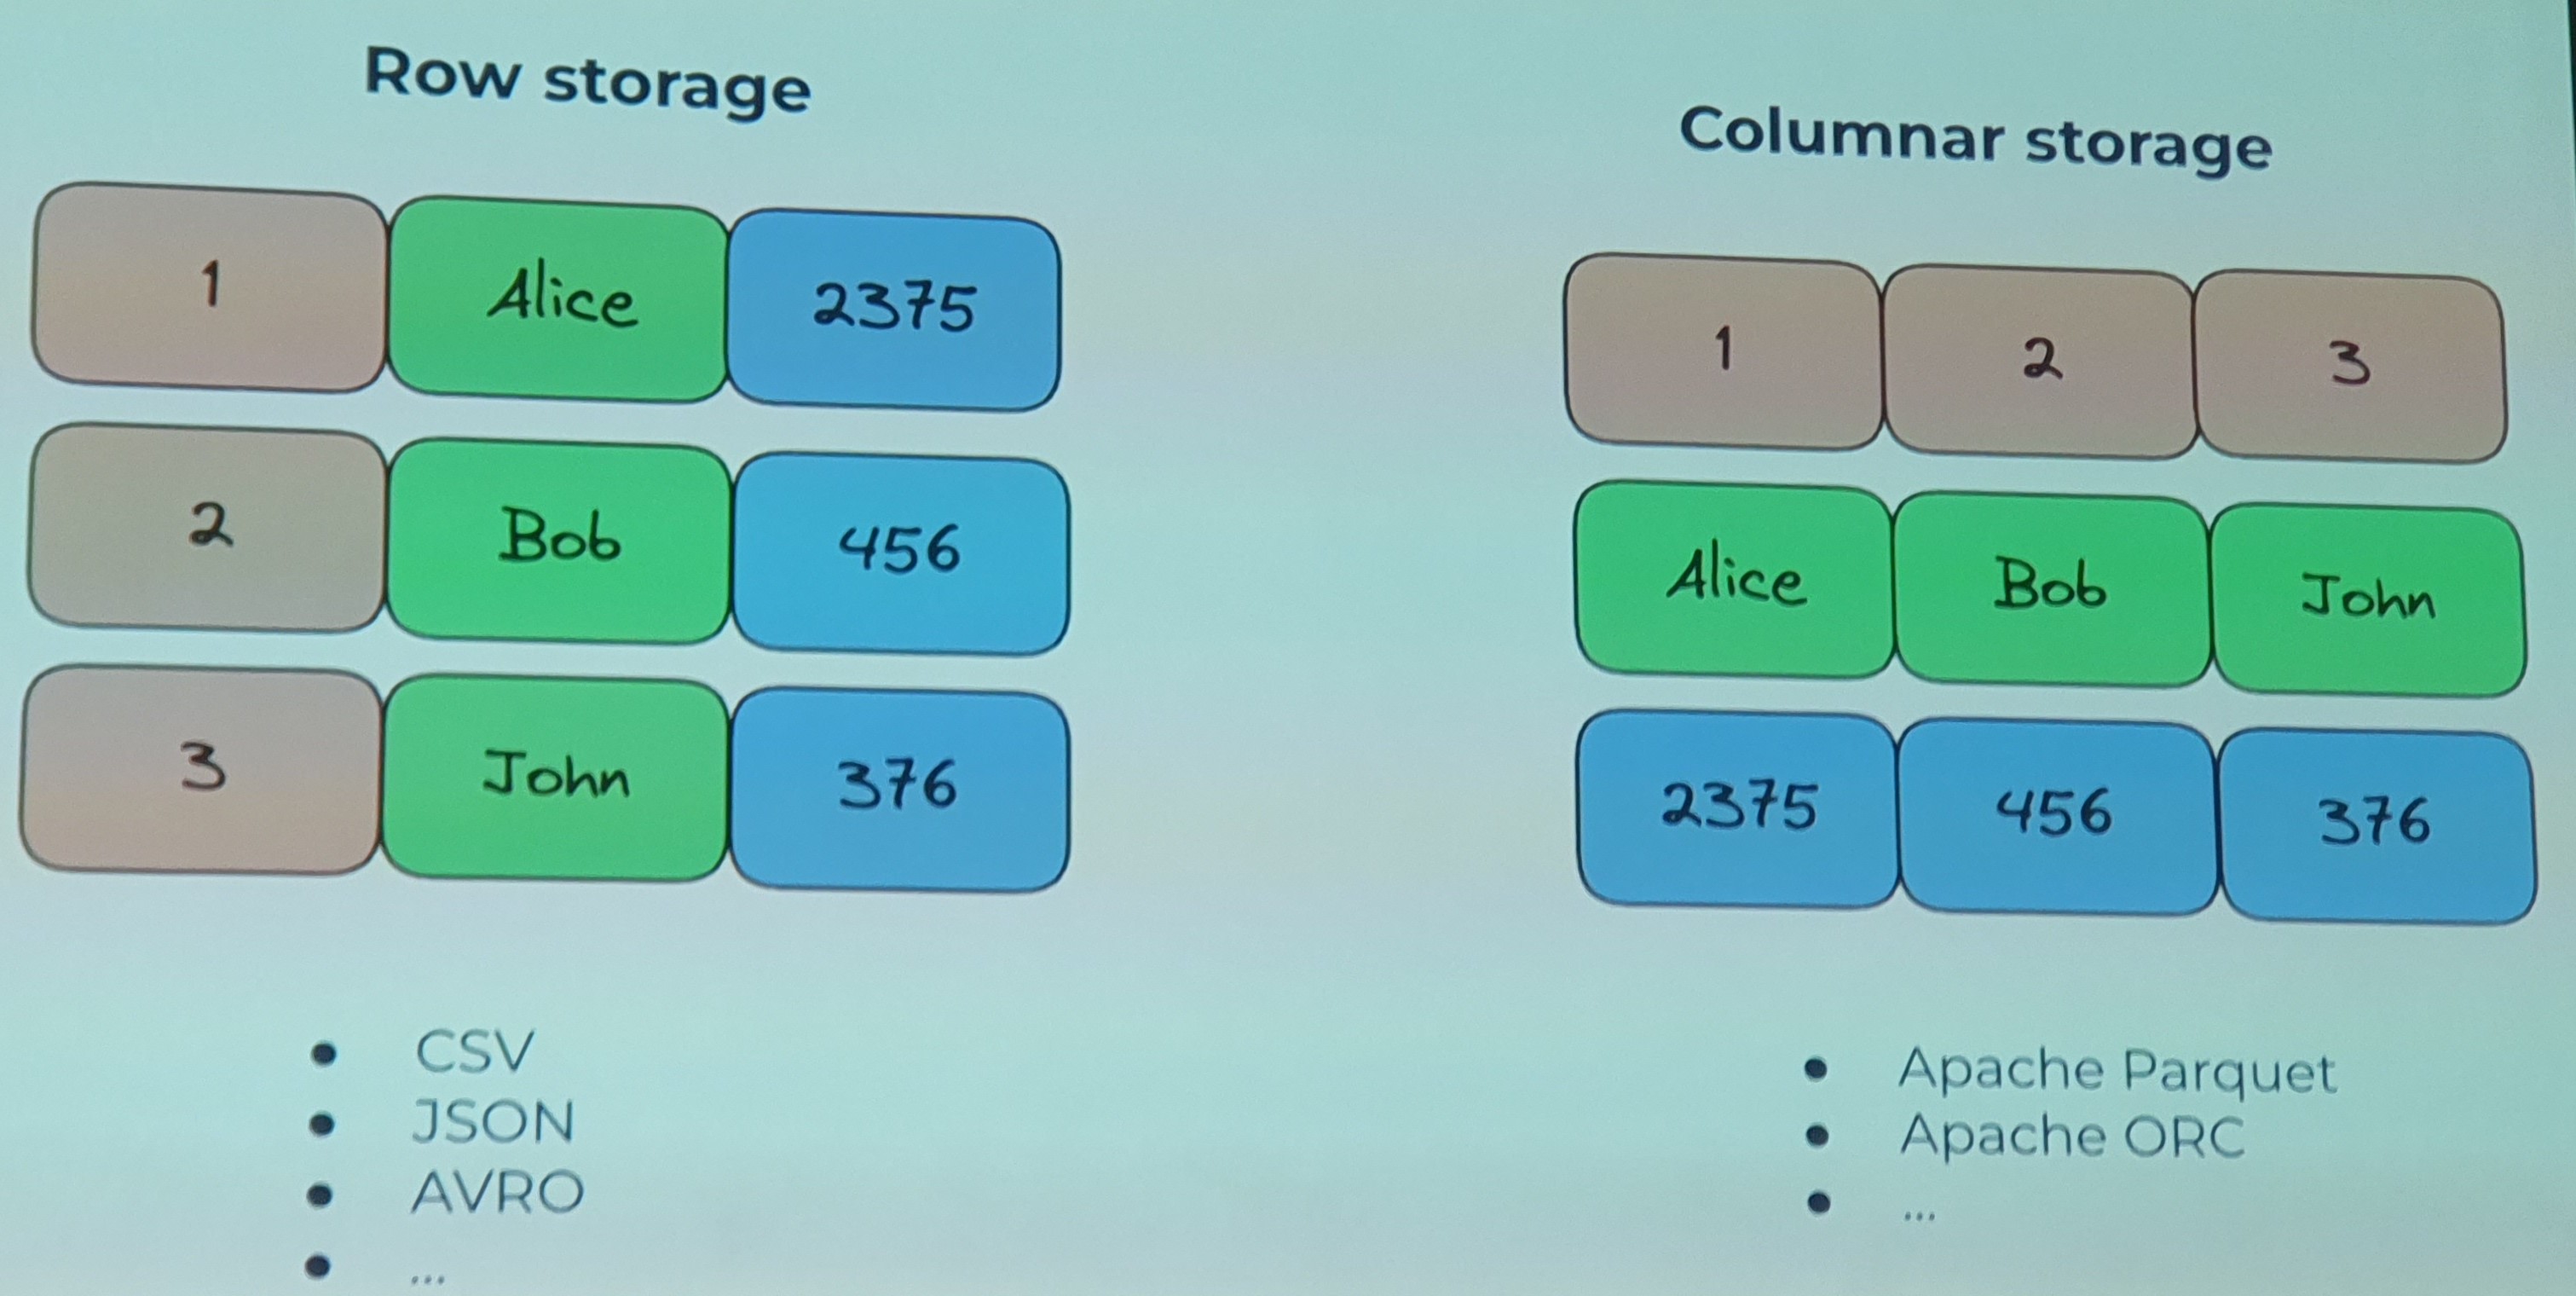 Row storage
1 Alice 2375
2 Bob 456
3 John 376
• CSV
• JSON
• AVRO
• ...
Columnar storage
1 2 3
Alice Bob John
2375 456 376
• Apache Parquet
• Apache ORC
• ...